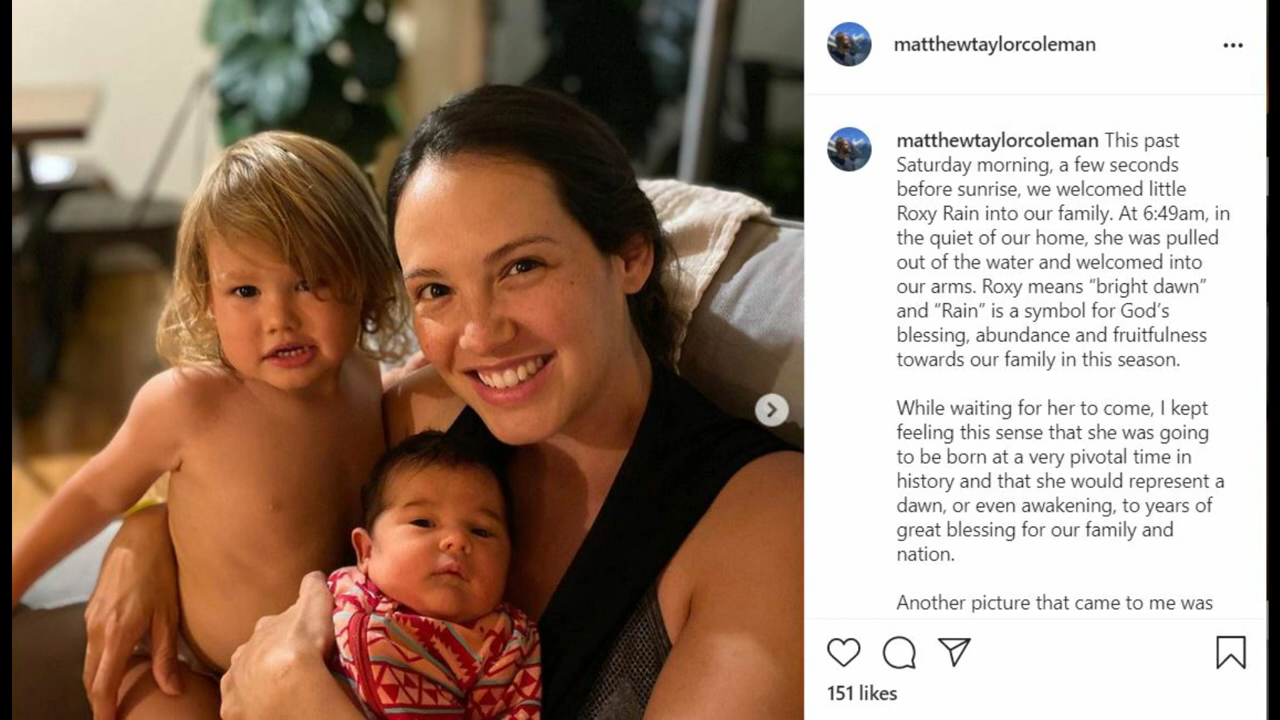 matthewtaylorcoleman
matthewtaylorcoleman This past
Saturday morning, a few seconds
before sunrise, we welcomed little
Roxy Rain into our family. At 6:49am, in
the quiet of our home, she was pulled
out of the water and welcomed into
our arms. Roxy means “bright dawn”
and “Rain” is a symbol for God’s
blessing, abundance and fruitfulness
towards our family in this season.
While waiting for her to come, I kept
feeling this sense that she was going
to be born at a very pivotal time in
history and that she would represent a
dawn, or even awakening, to years of
great blessing for our family and
nation.
Another picture that came to me was
151 likes